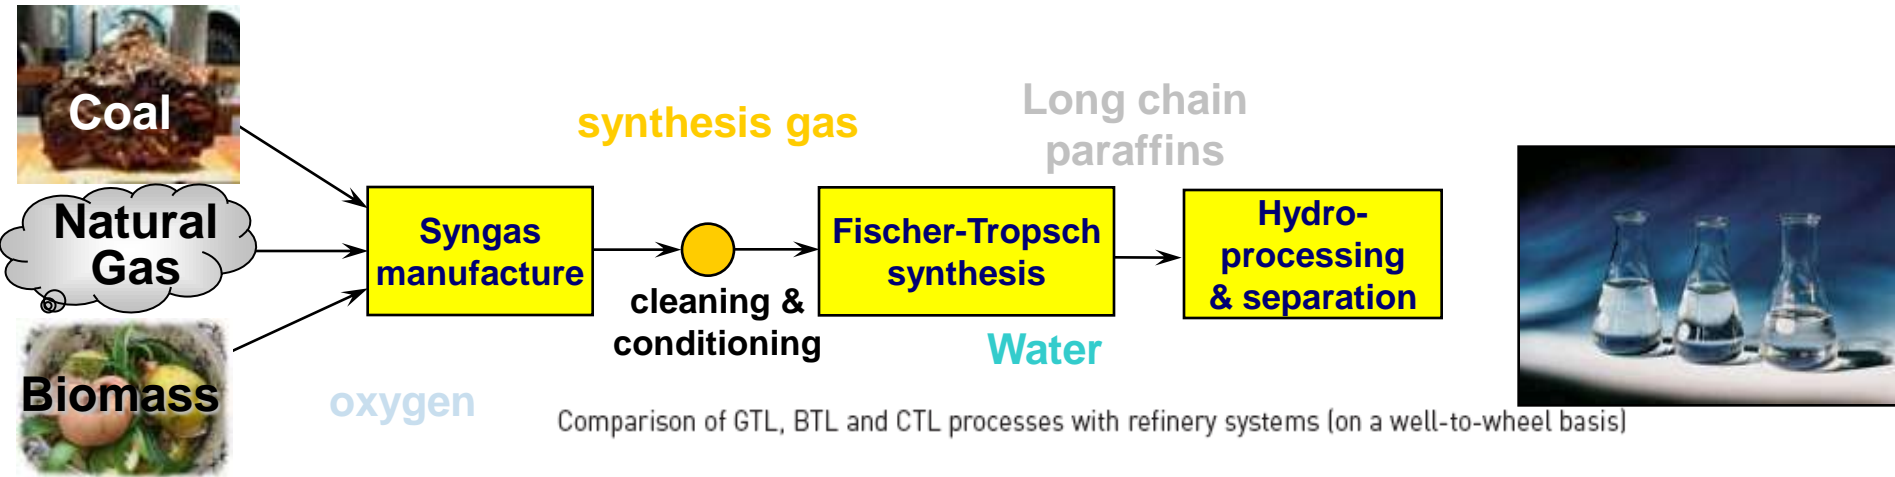 Coal
Natural
Gas
Biomass
oxygen
Syngas
manufacture
synthesis gas
cleaning &
conditioning
Fischer-Tropsch
synthesis
Water
Long chain
paraffins
Hydro-
processing
& separation
Comparison of GTL, BTL and CTL processes with refinery systems (on a well-to-wheel basis)